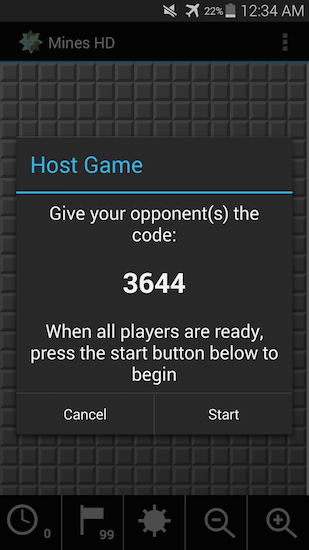 22% 12:34 AM
Mines HD
Host Game
Give your opponent(s) the
code:
3644
When all players are ready,
press the start button below to
begin
Cancel Start
0 99